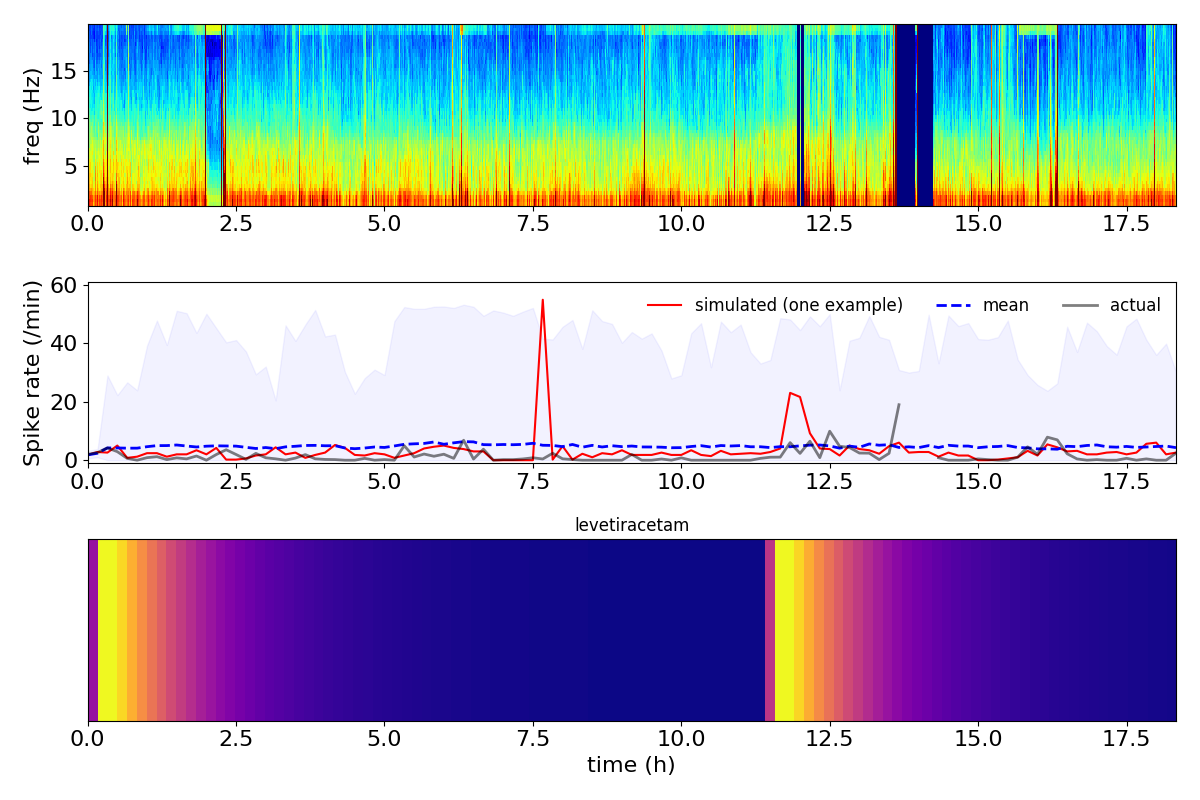 freq (Hz)
15
10
5
0.0 2.5 5.0 7.5 10.0 12.5 15.0 17.5
Spike rate (/min)
60
40
20
0
simulated (one example) mean actual
0.0 2.5 5.0 7.5 10.0 12.5 15.0 17.5
levetiracetam
0.0 2.5 5.0 7.5 10.0 12.5 15.0 17.5
time (h)